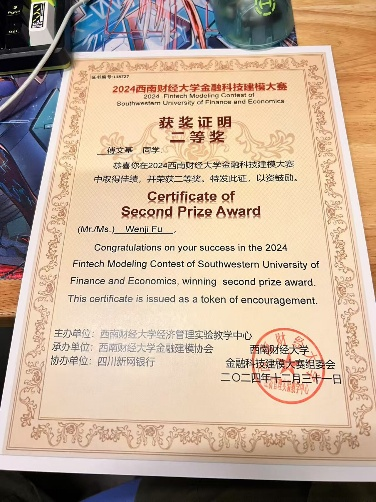 2024西南财经大学金融科技建模大赛
2024 Fintech Modeling Contest of
Southwestern University of Finance and Economics
获奖证明
二等奖
傅文基 同学:
恭喜你在2024西南财经大学金融科技建模大赛
中取得佳绩，并荣获二等奖。特发此证，以资鼓励。
Certificate of
Second Prize Award
(Mr./Ms.) Wenji Fu ,
Congratulations on your success in the 2024
Fintech Modeling Contest of Southwestern University of
Finance and Economics, winning second prize award.
This certificate is issued as a token of encouragement.
主办单位：西南财经大学经济管理实验教学中心
承办单位：西南财经大学金融建模协会
协办单位：四川新网银行
西南财经大学
金融科技建模大赛组委会
二〇二四年十二月三十一日